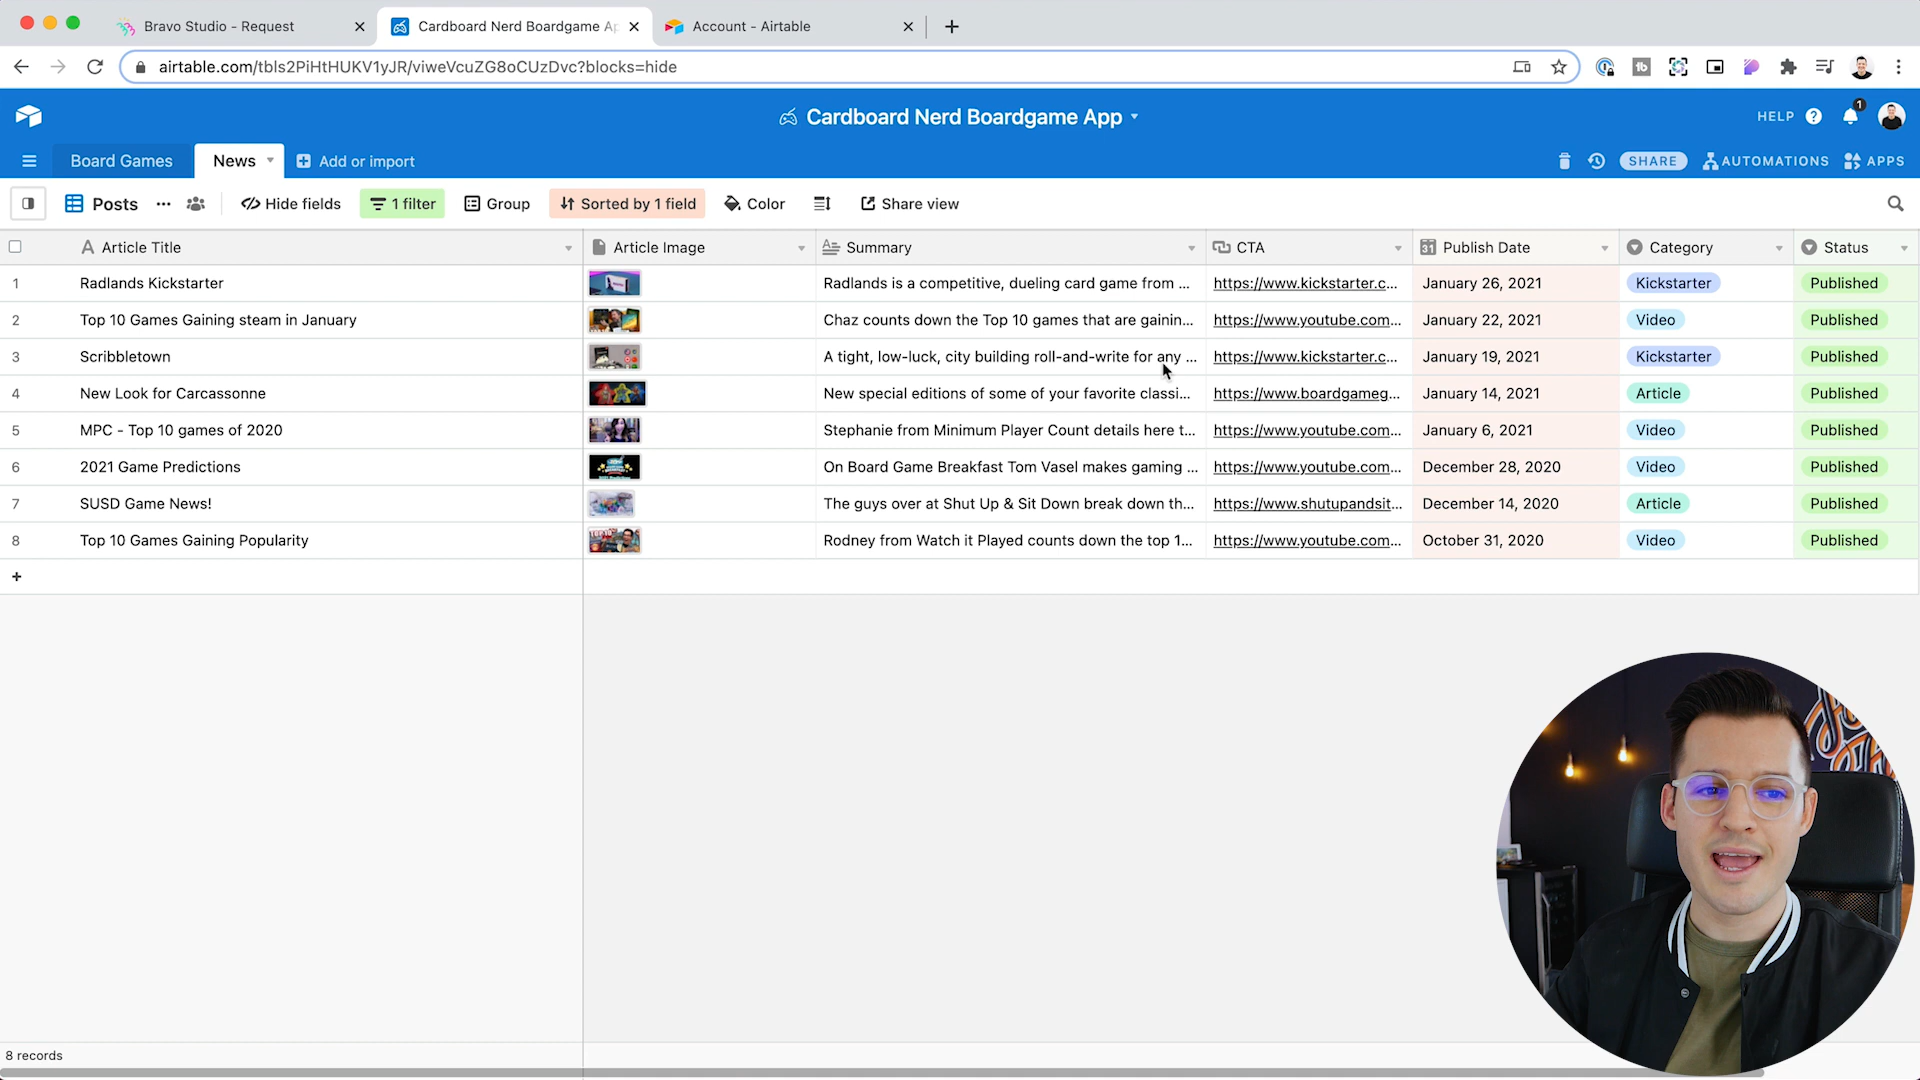 Bravo Studio - Request
Cardboard Nerd Boardgame Ap
Account - Airtable
airtable.com/tbls2PiHtHUKV1yJR/viweVcuZG8oCUzDvc?blocks=hide
Cardboard Nerd Boardgame App
HELP
1
Board Games
News
Add or import
SHARE
AUTOMATIONS
APPS
Posts
Hide fields
1 filter
Group
Sorted by 1 field
Color
Share view
Article Title Article Image Summary CTA Publish Date Category Status
1 Radlands Kickstarter Radlands is a competitive, dueling card game from ... https://www.kickstarter.c... January 26, 2021 Kickstarter Published
2 Top 10 Games Gaining steam in January Chaz counts down the Top 10 games that are gainin... https://www.youtube.com... January 22, 2021 Video Published
3 Scribbletown A tight, low-luck, city building roll-and-write for any ... https://www.kickstarter.c... January 19, 2021 Kickstarter Published
4 New Look for Carcassonne New special editions of some of your favorite classi... https://www.boardgameg... January 14, 2021 Article Published
5 MPC - Top 10 games of 2020 Stephanie from Minimum Player Count details here t... https://www.youtube.com... January 6, 2021 Video Published
6 2021 Game Predictions On Board Game Breakfast Tom Vasel makes gaming ... https://www.youtube.com... December 28, 2020 Video Published
7 SUSD Game News! The guys over at Shut Up & Sit Down break down th... https://www.shutupandsit... December 14, 2020 Article Published
8 Top 10 Games Gaining Popularity Rodney from Watch it Played counts down the top 1... https://www.youtube.com... October 31, 2020 Video Published
8 records